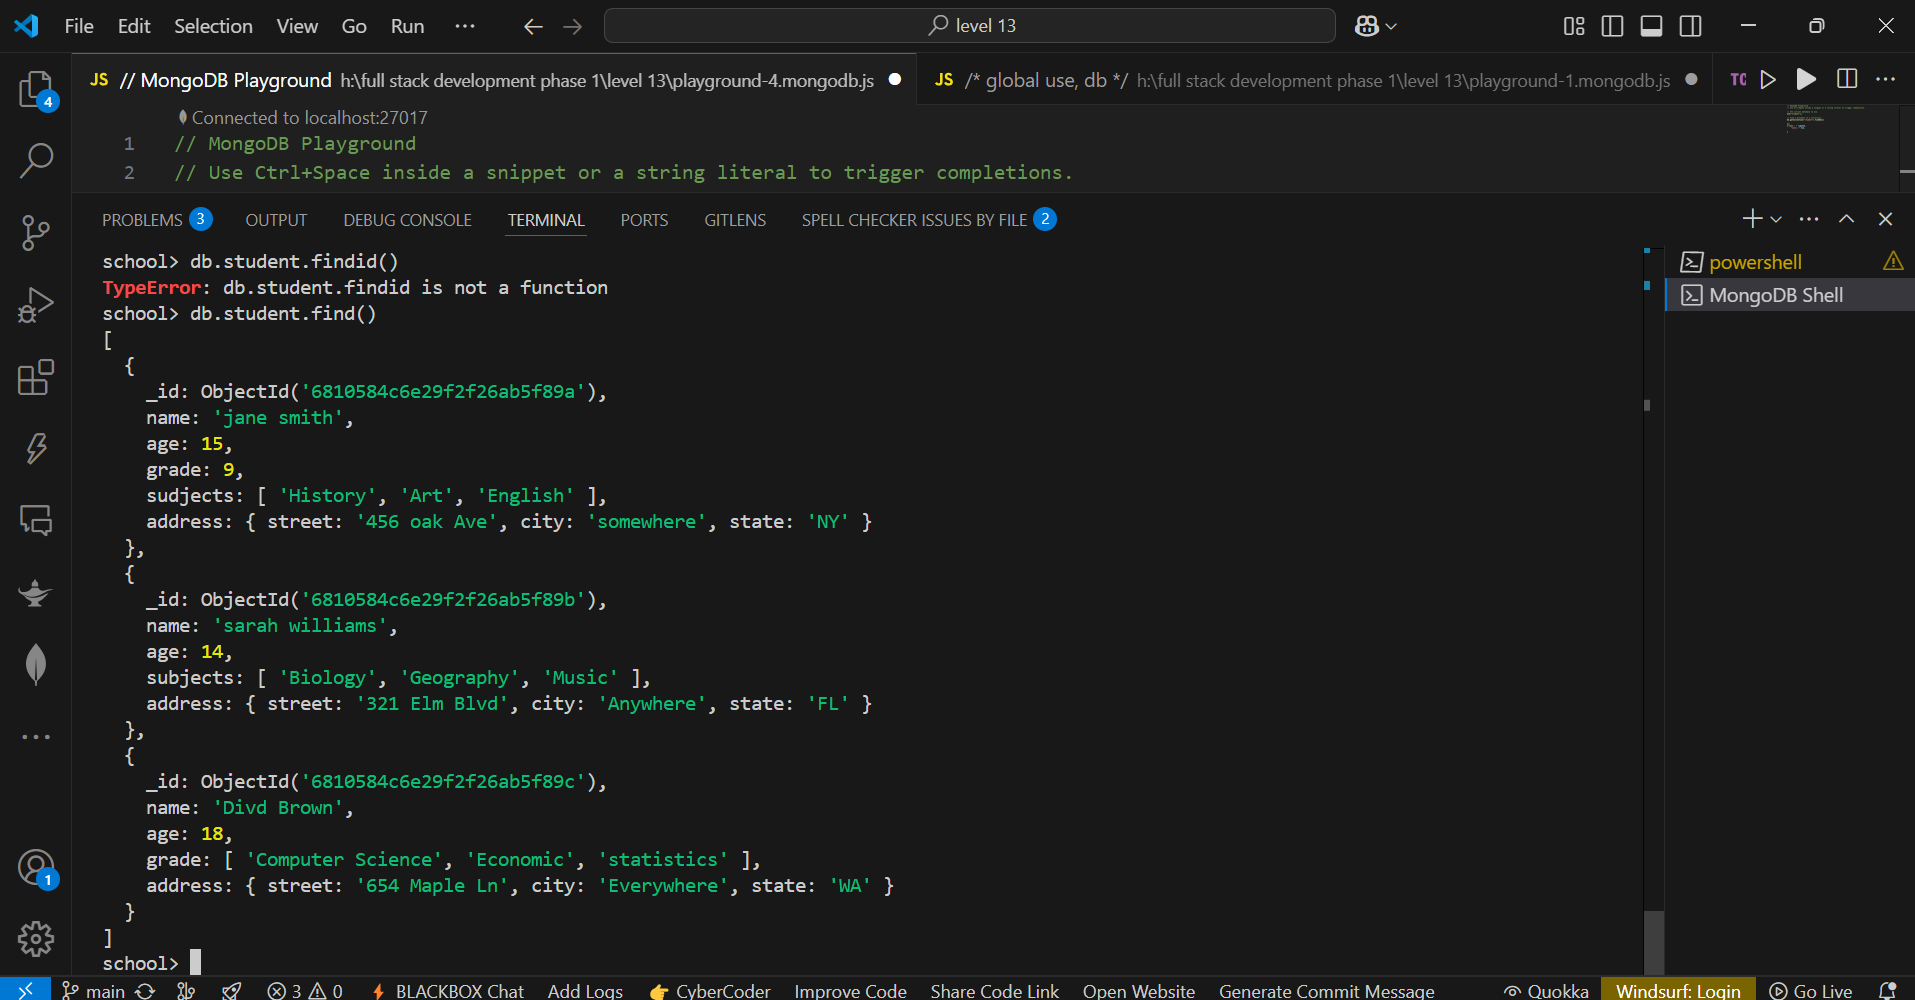 File Edit Selection View Go Run ··· level 13
JS // MongoDB Playground h:\full stack development phase 1\level 13\playground-4.mongodb.js JS /* global use, db */ h:\full stack development phase 1\level 13\playground-1.mongodb.js
Connected to localhost:27017
1 // MongoDB Playground
2 // Use Ctrl+Space inside a snippet or a string literal to trigger completions.
4
PROBLEMS 3 OUTPUT DEBUG CONSOLE TERMINAL PORTS GITLENS SPELL CHECKER ISSUES BY FILE 2
powershell
MongoDB Shell
school> db.student.findid()
TypeError: db.student.findid is not a function
school> db.student.find()
[
{
_id: ObjectId('6810584c6e29f2f26ab5f89a'),
name: 'jane smith',
age: 15,
grade: 9,
sudjects: [ 'History', 'Art', 'English' ],
address: { street: '456 oak Ave', city: 'somewhere', state: 'NY' }
},
{
_id: ObjectId('6810584c6e29f2f26ab5f89b'),
name: 'sarah williams',
age: 14,
subjects: [ 'Biology', 'Geography', 'Music' ],
address: { street: '321 Elm Blvd', city: 'Anywhere', state: 'FL' }
},
{
_id: ObjectId('6810584c6e29f2f26ab5f89c'),
name: 'Divd Brown',
age: 18,
grade: [ 'Computer Science', 'Economic', 'statistics' ],
address: { street: '654 Maple Ln', city: 'Everywhere', state: 'WA' }
}
]
school>
1
main 3 0 BLACKBOX Chat Add Logs CyberCoder Improve Code Share Code Link Open Website Generate Commit Message Quokka Windsurf: Login Go Live